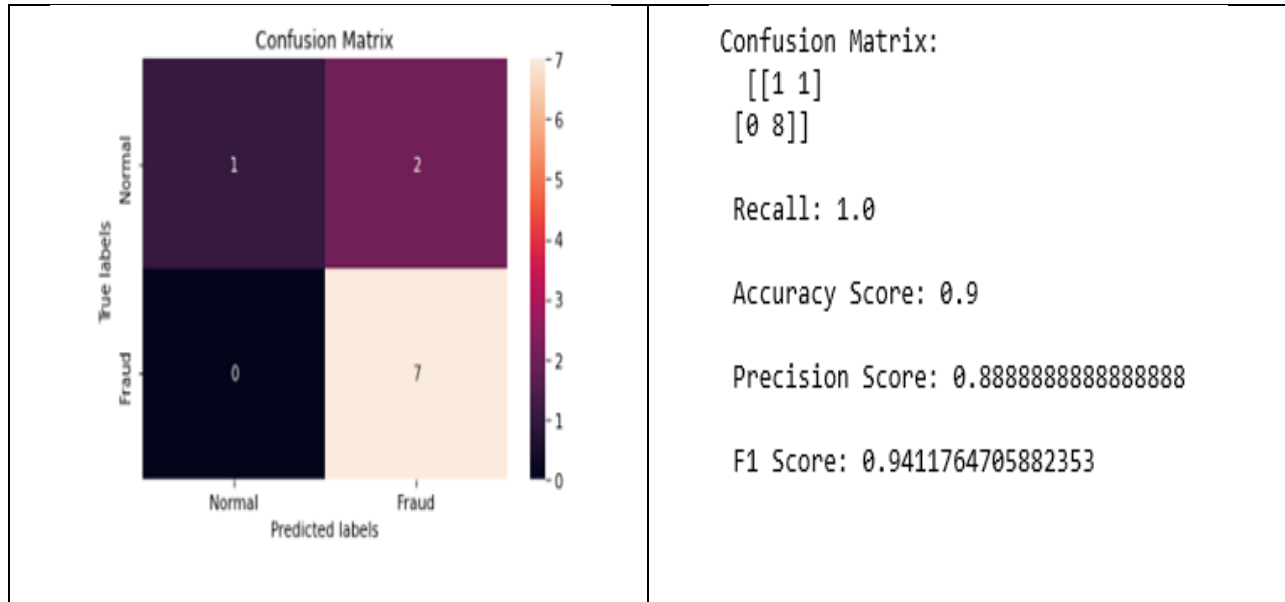 Confusion Matrix
7
6
5
4
3
2
1
0
True labels
Normal
Fraud
1 2
0 7
Normal Fraud
Predicted labels
Confusion Matrix:
[[1 1]
[0 8]]
Recall: 1.0
Accuracy Score: 0.9
Precision Score: 0.8888888888888888
F1 Score: 0.9411764705882353